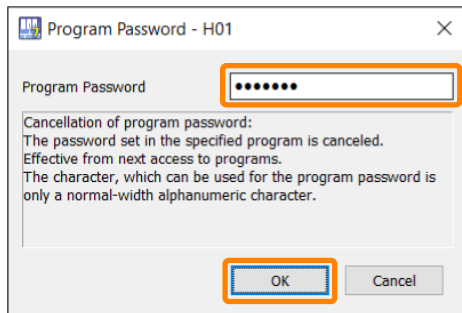 Program Password - H01
Program Password
•••••••
Cancellation of program password:
The password set in the specified program is canceled.
Effective from next access to programs.
The character, which can be used for the program password is
only a normal-width alphanumeric character.
OK
Cancel